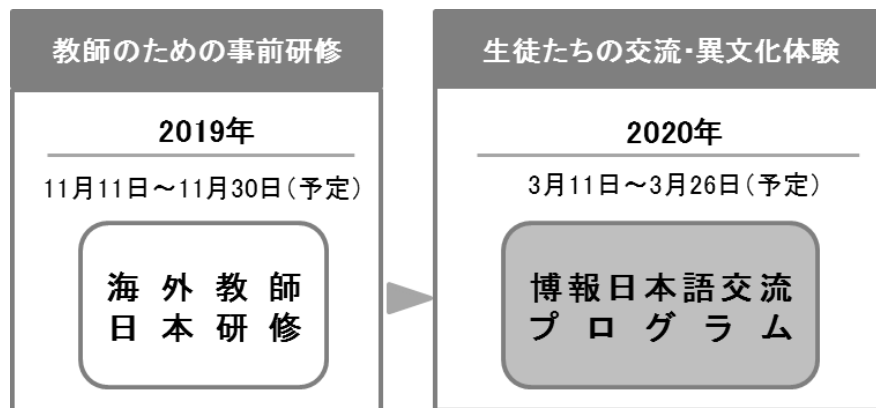 教師のための事前研修
2019年
11月11日～11月30日（予定）
海外教師
日本研修
生徒たちの交流・異文化体験
2020年
3月11日～3月26日（予定）
博報日本語交流
プログラム